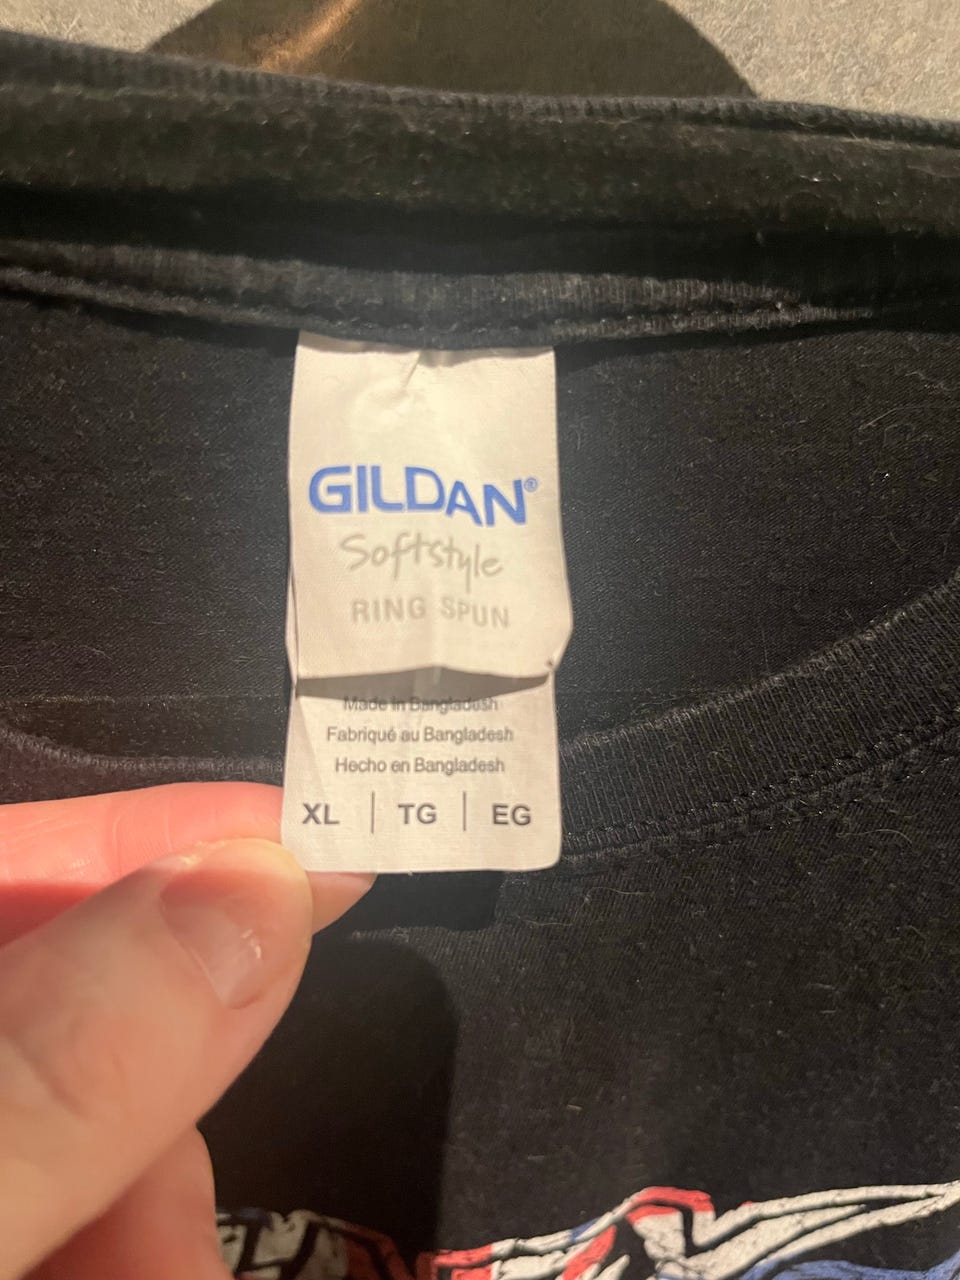 GILDAN®
Softstyle
RING SPUN
Made in Bangladesh
Fabriqué au Bangladesh
Hecho en Bangladesh
XL | TG | EG